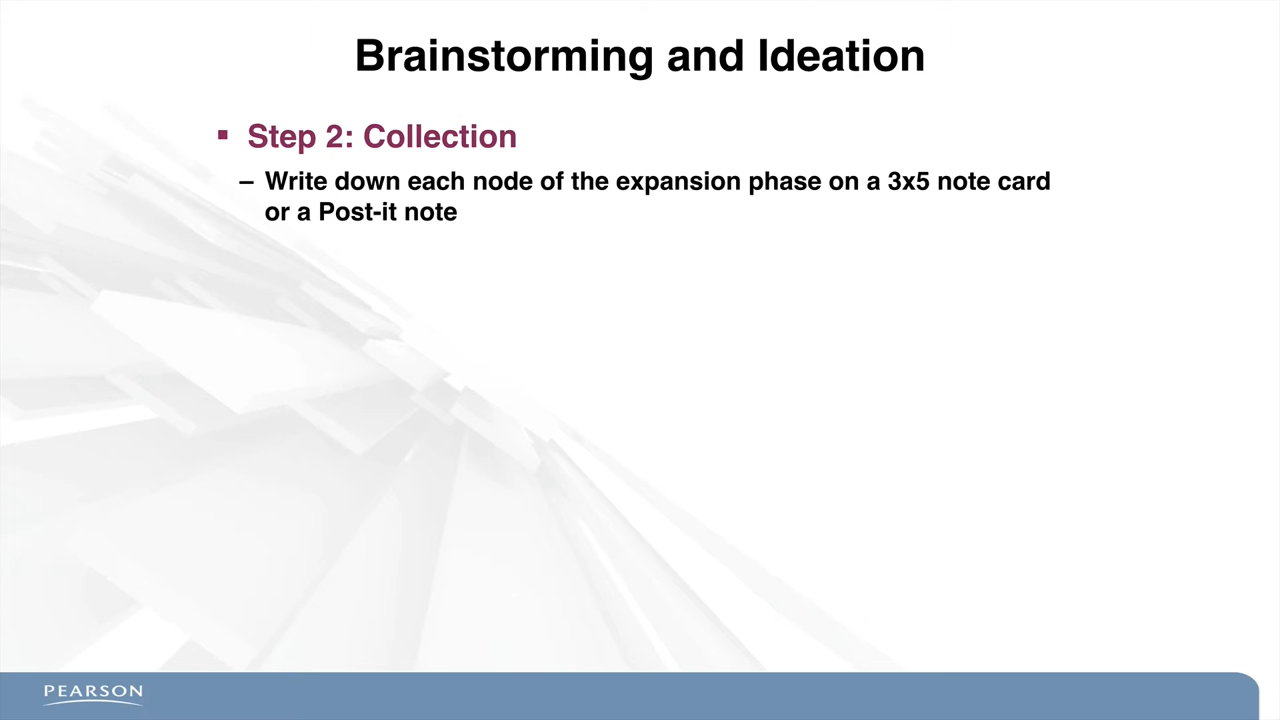 Brainstorming and Ideation
▪ Step 2: Collection
– Write down each node of the expansion phase on a 3x5 note card
or a Post-it note
PEARSON